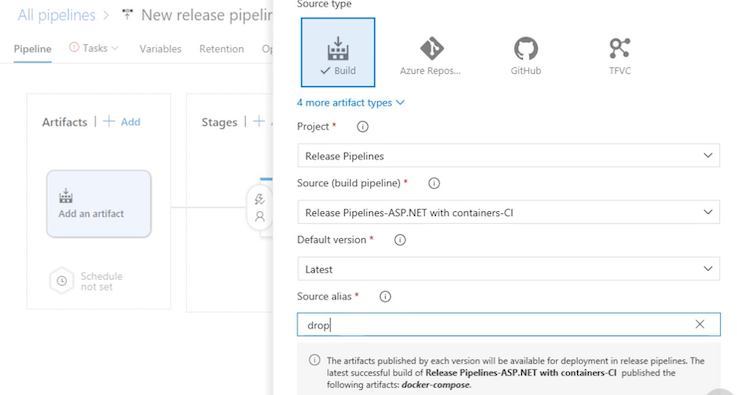 All pipelines > New release pipelin
Source type
Pipeline Tasks Variables Retention Op
Build Azure Repos... GitHub TFVC
4 more artifact types
Artifacts | + Add Stages | + A
Project *
Release Pipelines
Source (build pipeline) *
Add an artifact
Release Pipelines-ASP.NET with containers-CI
Default version *
Schedule
not set
Latest
Source alias *
drop
The artifacts published by each version will be available for deployment in release pipelines. The
latest successful build of Release Pipelines-ASP.NET with containers-CI published the
following artifacts: docker-compose.